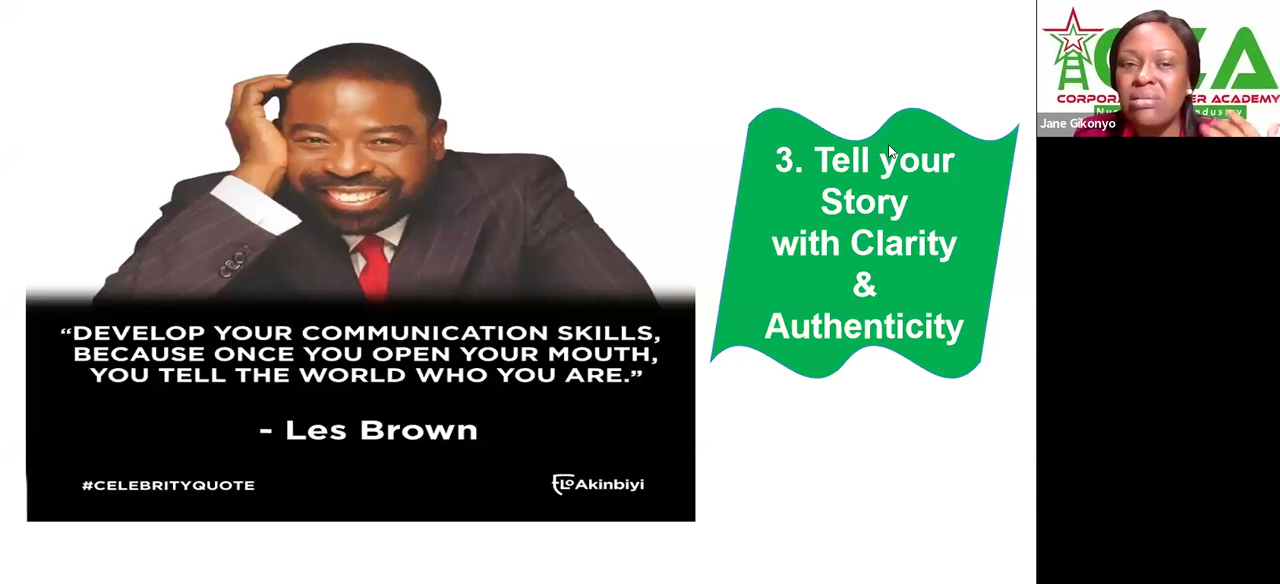 “DEVELOP YOUR COMMUNICATION SKILLS,
BECAUSE ONCE YOU OPEN YOUR MOUTH,
YOU TELL THE WORLD WHO YOU ARE.”
- Les Brown
#CELEBRITYQUOTE
Akinbiyi
3. Tell your
Story
with Clarity
&
Authenticity
ACADEMY
Jane Gikonyo